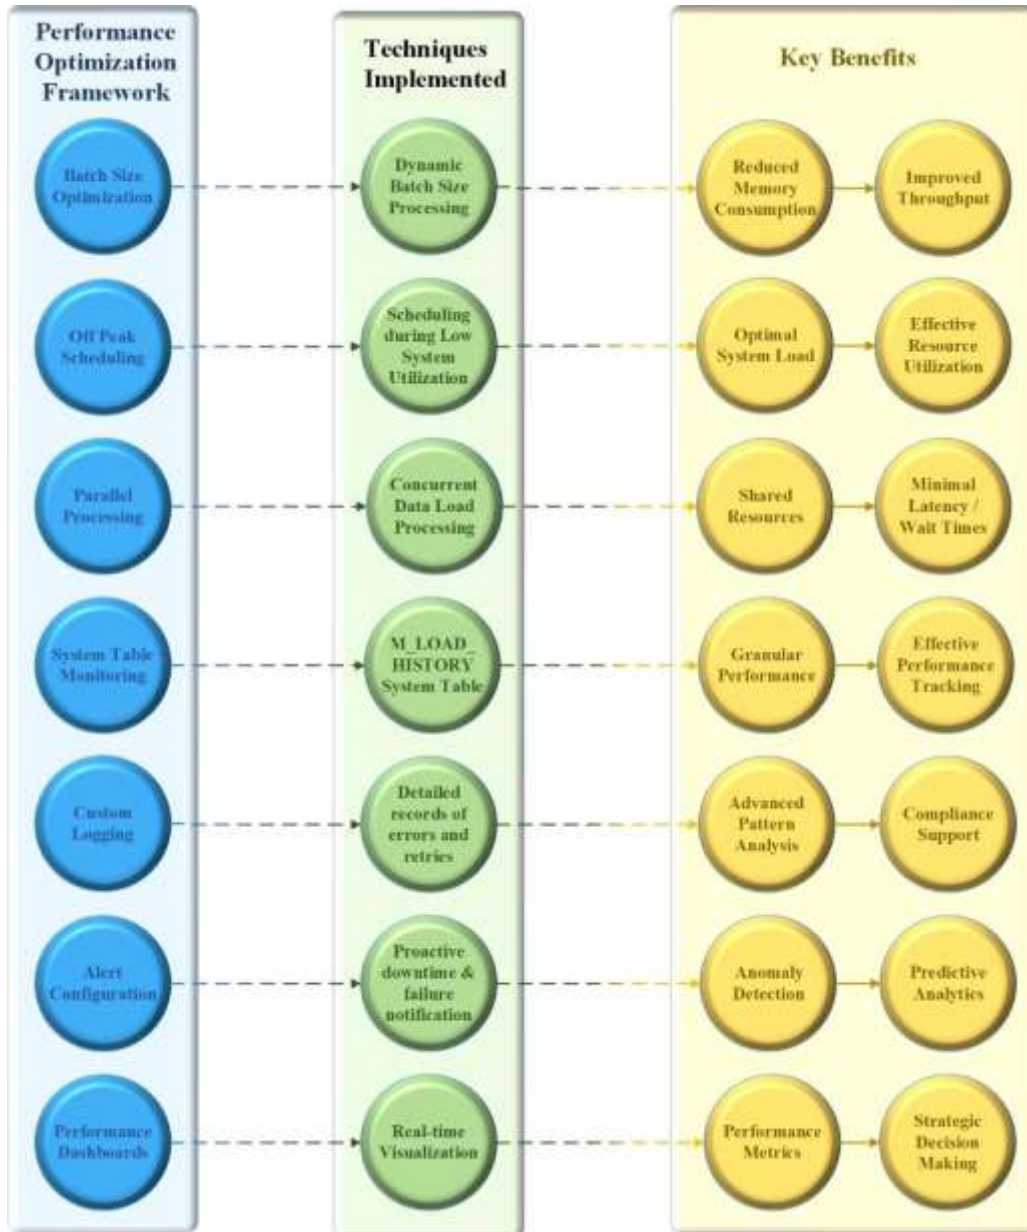 Performance
Optimization
Framework
Techniques
Implemented
Key Benefits
Batch Size
Optimization
Dynamic
Batch Size
Processing
Reduced
Memory
Consumption
Improved
Throughput
Off Peak
Scheduling
Scheduling
during Low
System
Utilization
Optimal
System Load
Effective
Resource
Utilization
Parallel
Processing
Concurrent
Data Load
Processing
Shared
Resources
Minimal
Latency /
Wait Times
System Table
Monitoring
M_LOAD_
HISTORY
System Table
Granular
Performance
Effective
Performance
Tracking
Custom
Logging
Detailed
records of
errors and
retries
Advanced
Pattern
Analysis
Compliance
Support
Alert
Configuration
Proactive
downtime &
failure
notification
Anomaly
Detection
Predictive
Analytics
Performance
Dashboards
Real-time
Visualization
Performance
Metrics
Strategic
Decision
Making